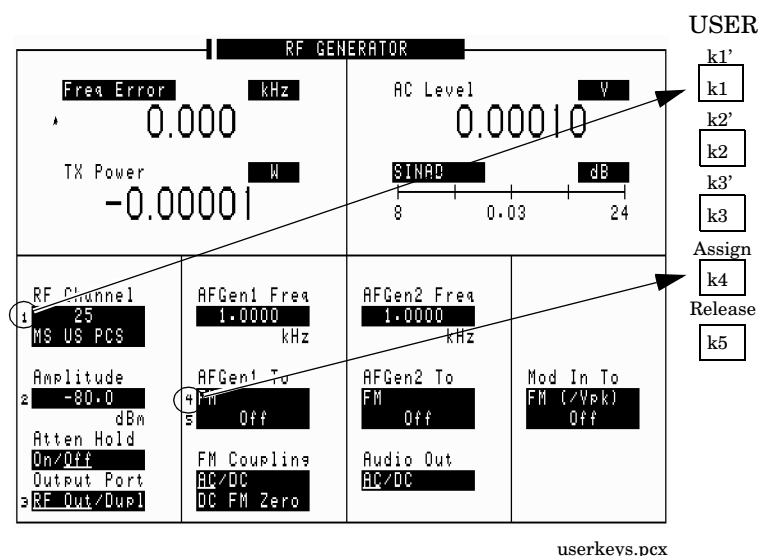 RF GENERATOR
Freq Error kHz
0.000
TX Power W
-0.00001
AC Level V
0.00010
SINAD dB
8 0.03 24
RF Channel
1 25
MS US PCS
Amplitude
2 -80.0
dBm
Atten Hold
On/Off
Output Port
3 RF Out/Dupl
AFGen1 Freq
1.0000
kHz
AFGen1 To
4 FM
5 Off
FM Coupling
AC/DC
DC FM Zero
AFGen2 Freq
1.0000
kHz
AFGen2 To
FM
Off
Audio Out
AC/DC
Mod In To
FM (/Vpk)
Off
USER
k1’
k1
k2’
k2
k3’
k3
Assign
k4
Release
k5
userkeys.pcx